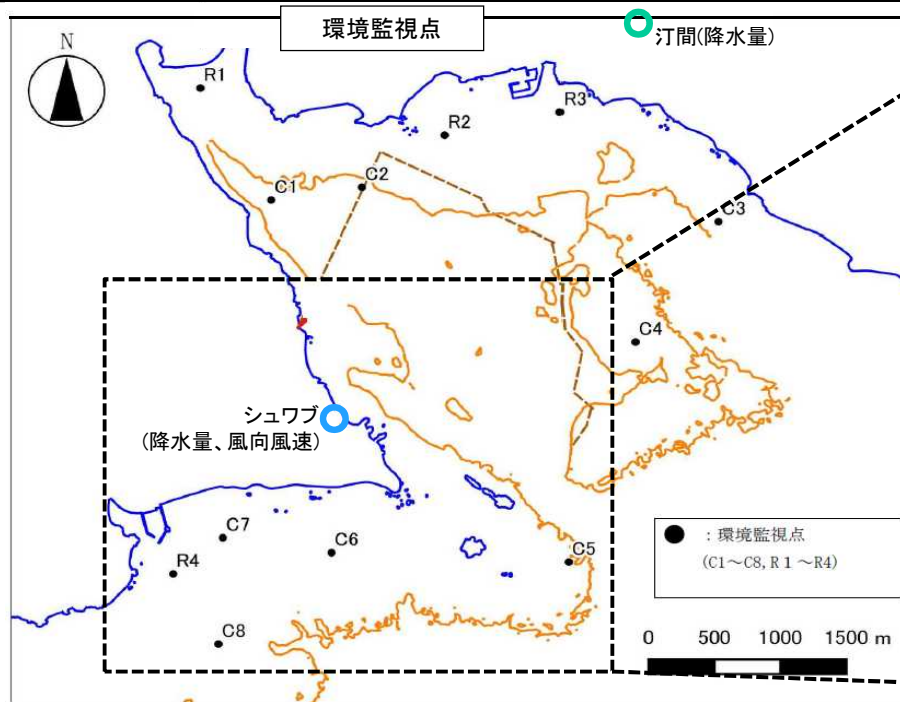 環境監視点
汀間(降水量)
N
R1
R2
R3
C1
C2
C3
C4
シュワブ
(降水量、風向風速)
C7
C6
C5
R4
C8
● : 環境監視点
(C1～C8, R１～R4)
0 500 1000 1500 m